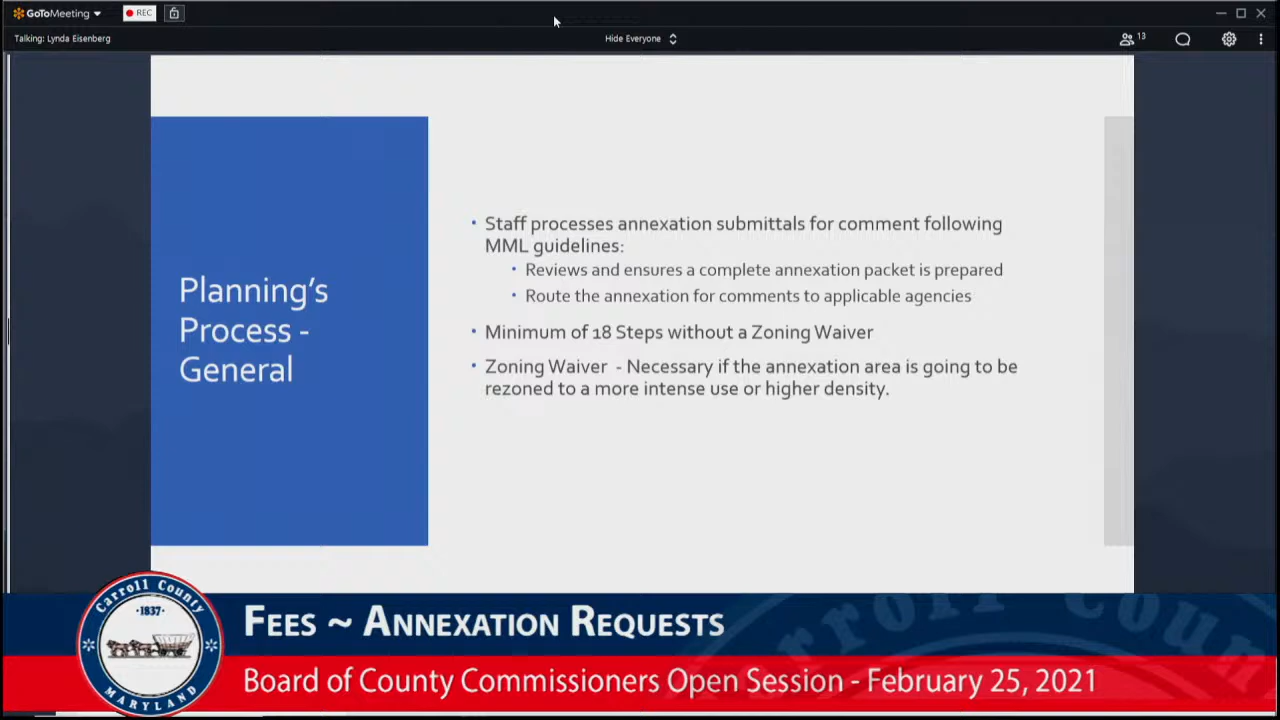 GoToMeeting
REC
Talking: Lynda Eisenberg
Hide Everyone
13
Planning's
Process -
General
• Staff processes annexation submittals for comment following
MML guidelines:
• Reviews and ensures a complete annexation packet is prepared
• Route the annexation for comments to applicable agencies
• Minimum of 18 Steps without a Zoning Waiver
• Zoning Waiver - Necessary if the annexation area is going to be
rezoned to a more intense use or higher density.
Carroll County
·1837·
MARYLAND
Fees ~ Annexation Requests
Board of County Commissioners Open Session - February 25, 2021